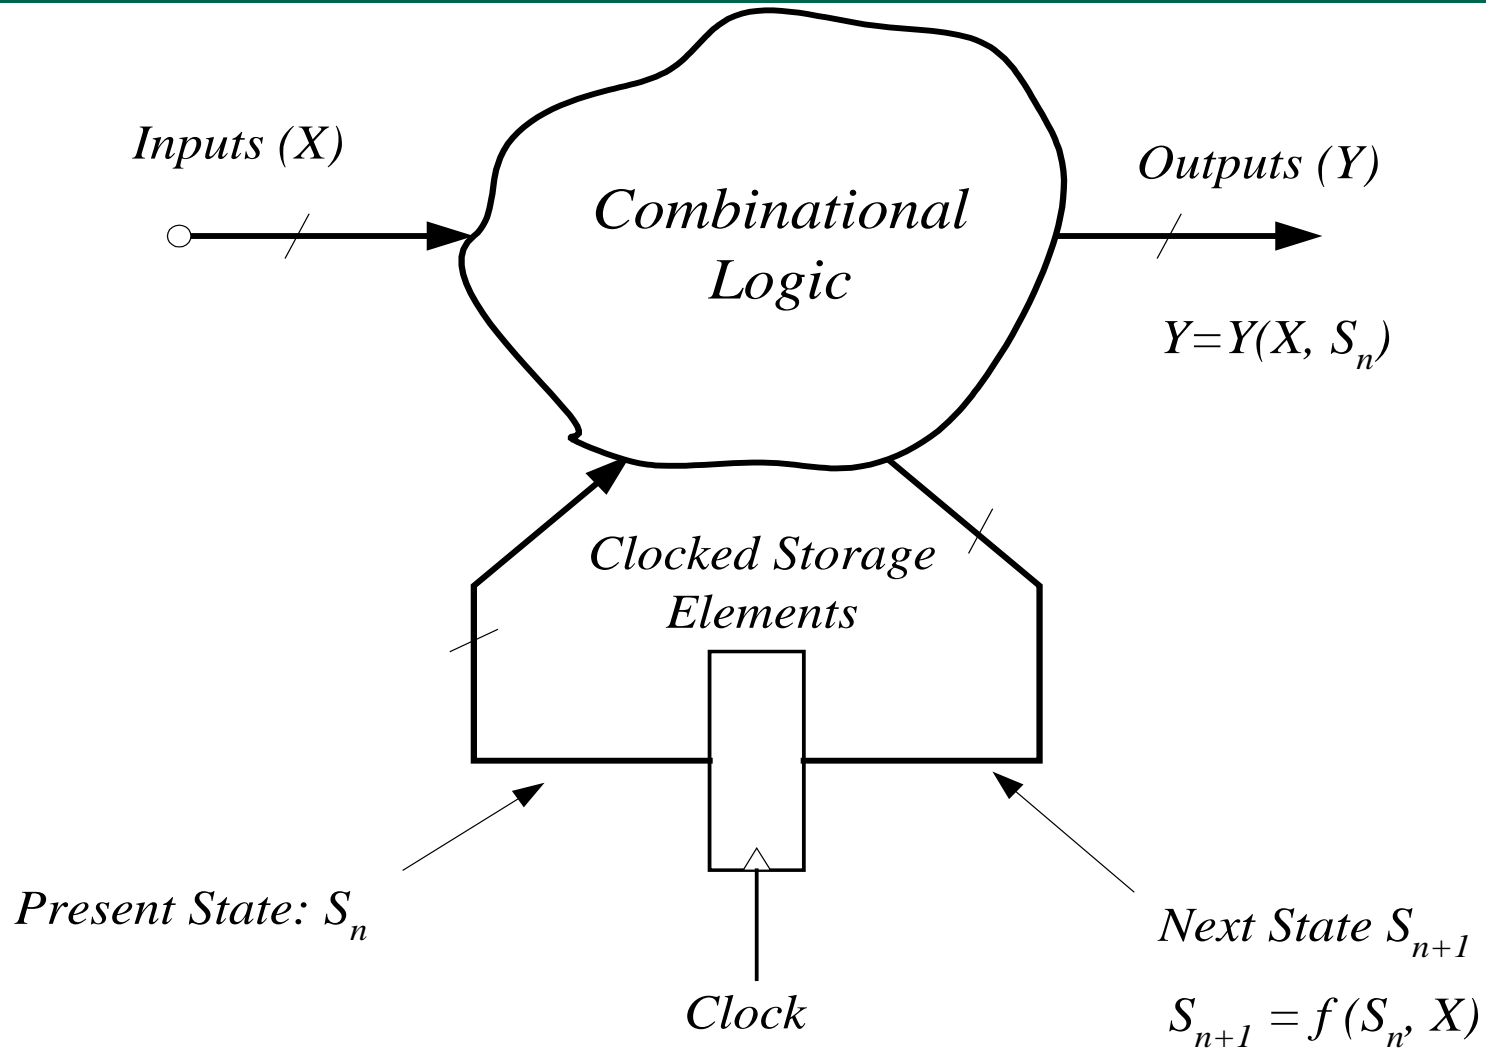 Inputs (X)
Outputs (Y)
Combinational
Logic
Y=Y(X, Sn)
Clocked Storage
Elements
Present State: Sn
Next State Sn+1
Clock
Sn+1 = f (Sn, X)